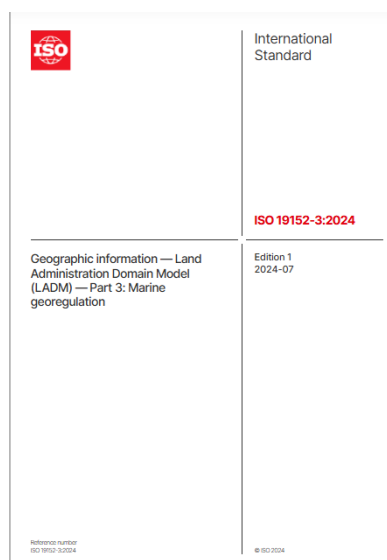 ISO
International
Standard
ISO 19152-3:2024
Geographic information — Land
Administration Domain Model
(LADM) — Part 3: Marine
georegulation
Edition 1
2024-07
Reference number
ISO 19152-3:2024
© ISO 2024